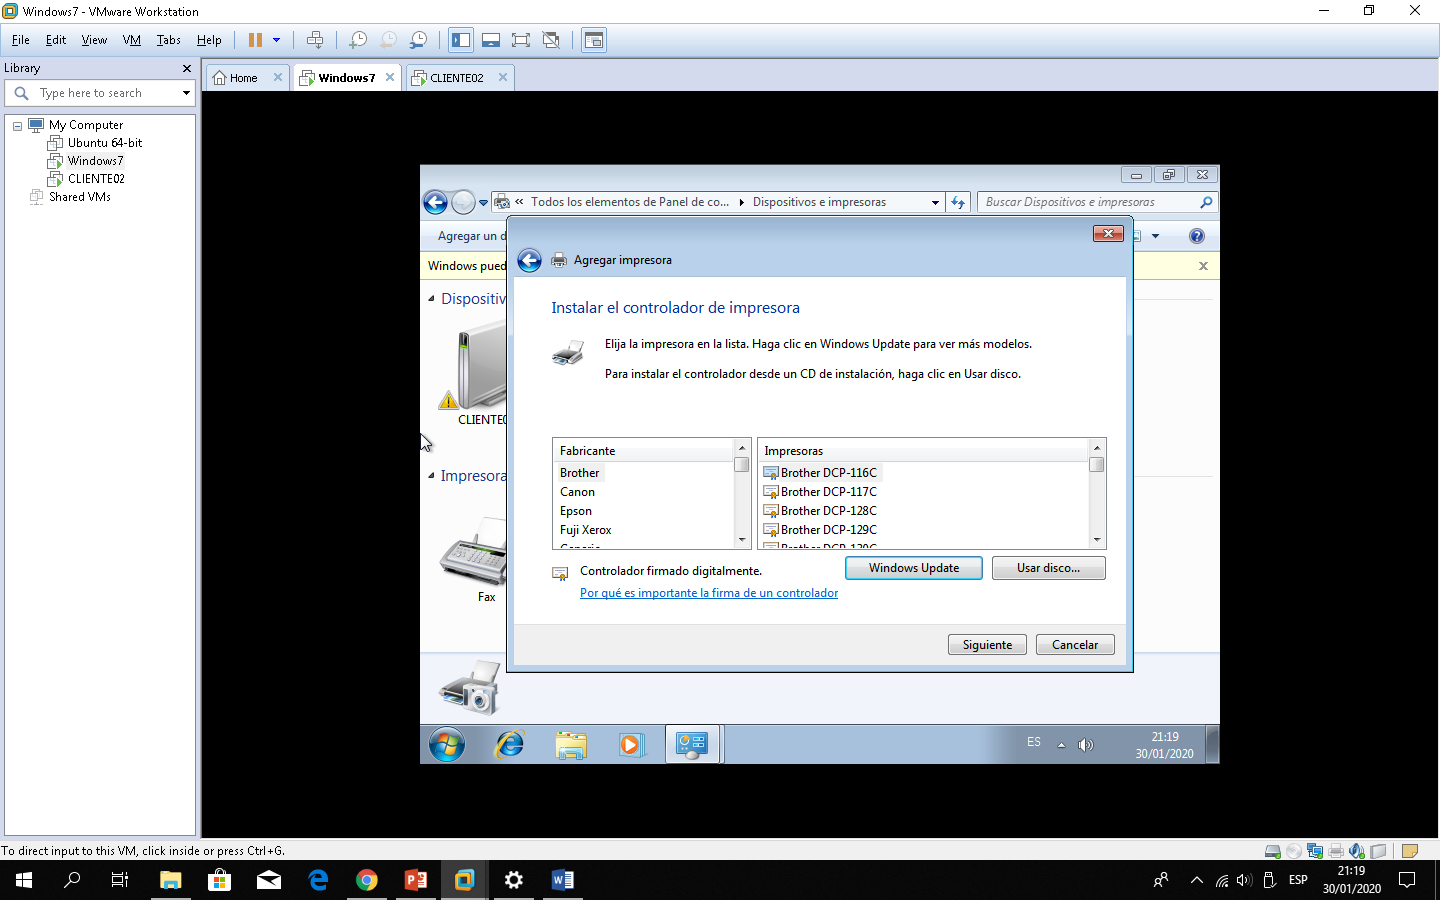 Windows7 - VMware Workstation
File Edit View VM Tabs Help
Library
Type here to search
My Computer
Ubuntu 64-bit
Windows7
CLIENTE02
Shared VMs
Home
Windows7
CLIENTE02
« Todos los elementos de Panel de co... Dispositivos e impresoras
Buscar Dispositivos e impresoras
Agregar un d
Windows pued
Dispositiv
CLIENTE0
Impresora
Fax
Agregar impresora
Instalar el controlador de impresora
Elija la impresora en la lista. Haga clic en Windows Update para ver más modelos.
Para instalar el controlador desde un CD de instalación, haga clic en Usar disco.
Fabricante
Brother
Canon
Epson
Fuji Xerox
Impresoras
Brother DCP-116C
Brother DCP-117C
Brother DCP-128C
Brother DCP-129C
Controlador firmado digitalmente.
Por qué es importante la firma de un controlador
Windows Update
Usar disco...
Siguiente
Cancelar
ES
21:19
30/01/2020
To direct input to this VM, click inside or press Ctrl+G.
ESP
21:19
30/01/2020